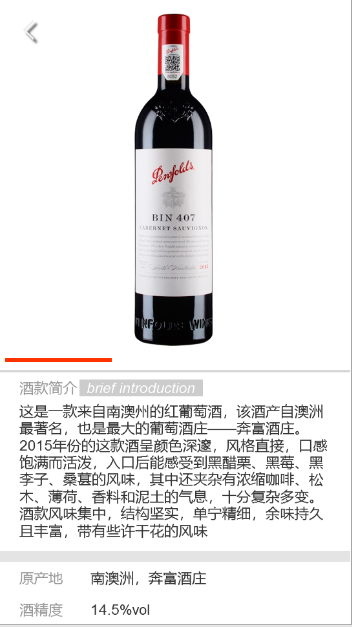 Penfolds
BIN 407
CABERNET SAUVIGNON
酒款简介 brief introduction
这是一款来自南澳州的红葡萄酒，该酒产自澳洲
最著名，也是最大的葡萄酒庄——奔富酒庄。
2015年份的这款酒呈颜色深邃，风格直接，口感
饱满而活泼，入口后能感受到黑醋栗、黑莓、黑
李子、桑葚的风味，其中还夹杂有浓缩咖啡、松
木、薄荷、香料和泥土的气息，十分复杂多变。
酒款风味集中，结构坚实，单宁精细，余味持久
且丰富，带有些许干花的风味
原产地 南澳洲，奔富酒庄
酒精度 14.5%vol